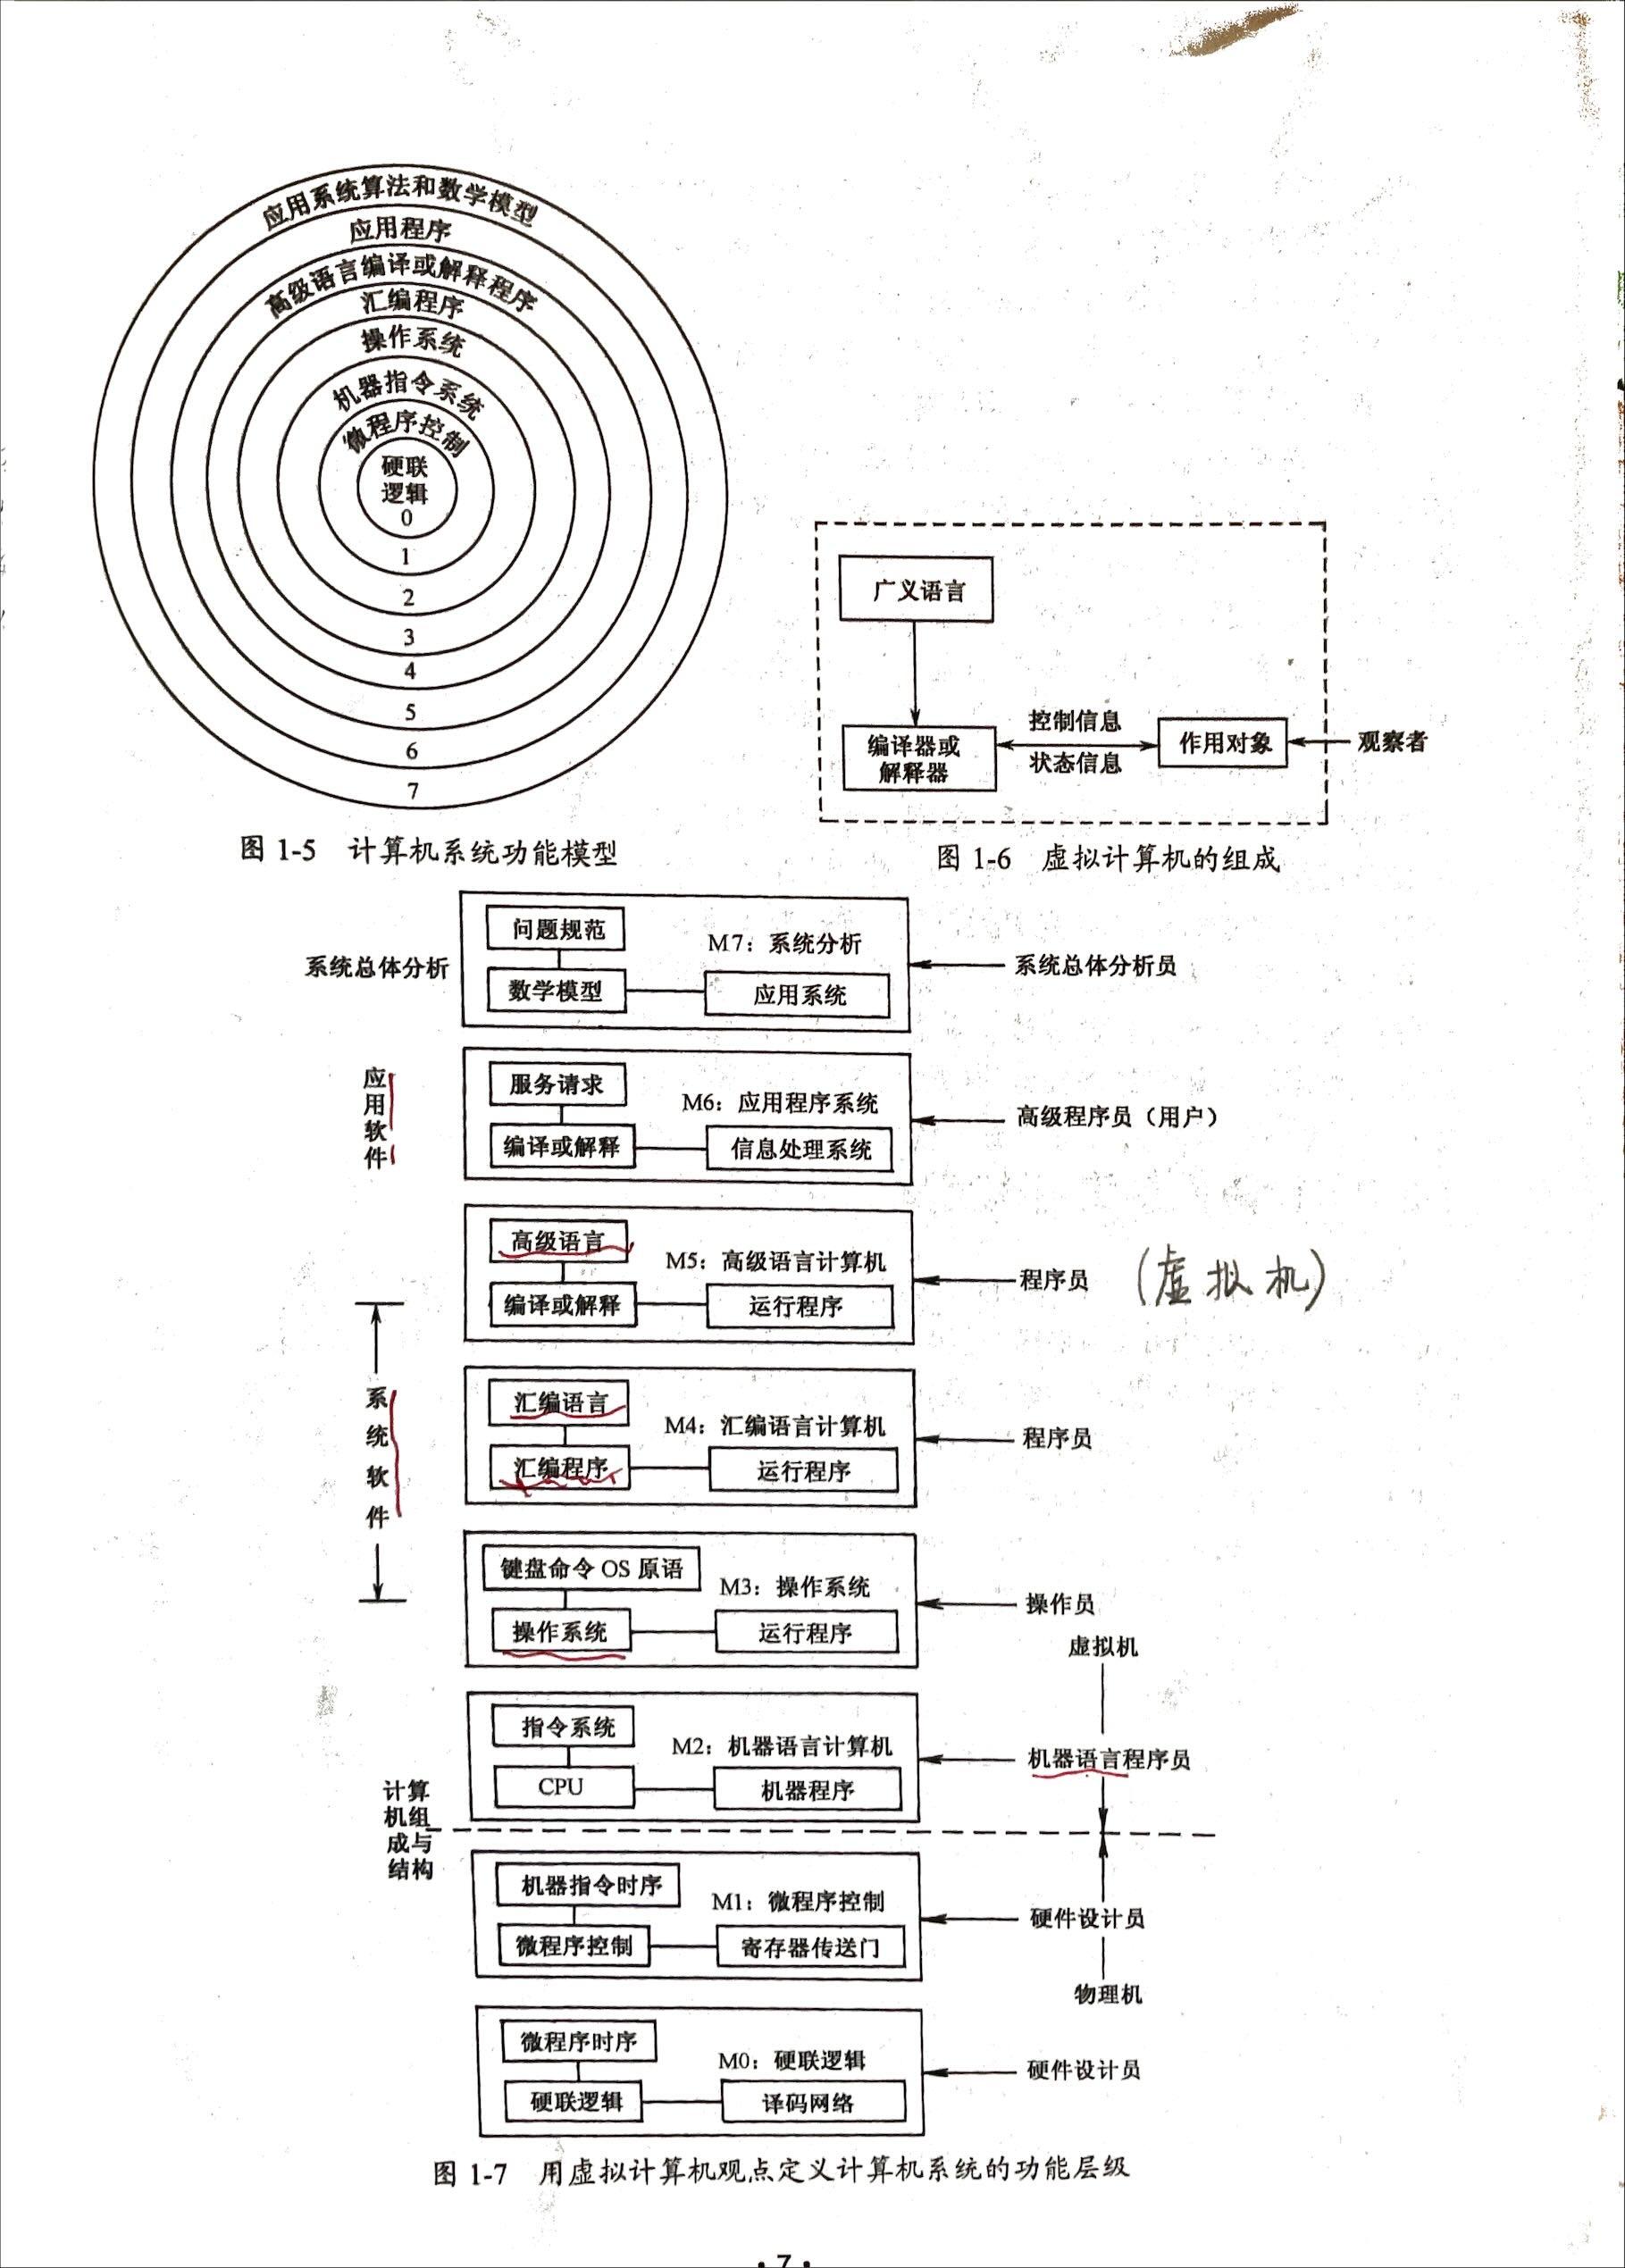 应用系统算法和数学模型
应用程序
高级语言编译或解释程序
汇编程序
操作系统
机器指令系统
微程序控制
硬联
逻辑
0
1
2
3
4
5
6
7
图 1-5 计算机系统功能模型
广义语言
编译器或
解释器
控制信息
状态信息
作用对象
观察者
图 1-6 虚拟计算机的组成
系统总体分析
问题规范
数学模型
M7：系统分析
应用系统
系统总体分析员
应用软件
服务请求
编译或解释
M6：应用程序系统
信息处理系统
高级程序员（用户）
高级语言
编译或解释
M5：高级语言计算机
运行程序
程序员
（虚拟机）
系统软件
汇编语言
汇编程序
M4：汇编语言计算机
运行程序
程序员
键盘命令 OS 原语
操作系统
M3：操作系统
运行程序
操作员
虚拟机
指令系统
CPU
M2：机器语言计算机
机器程序
机器语言程序员
计算
机组
成与
结构
机器指令时序
微程序控制
M1：微程序控制
寄存器传送门
硬件设计员
物理机
微程序时序
硬联逻辑
M0：硬联逻辑
译码网络
硬件设计员
图 1-7 用虚拟计算机观点定义计算机系统的功能层级
· 7 ·